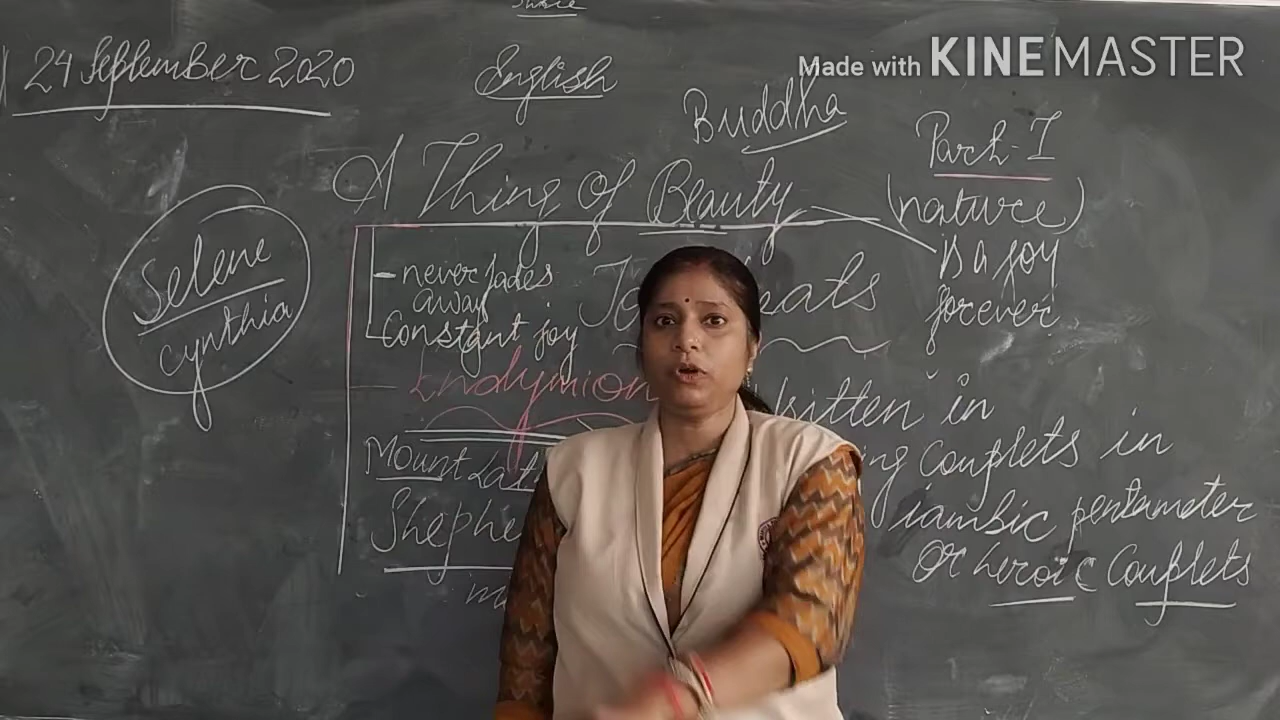 24 September 2020
English
Made with KINEMASTER
Buddha
Part-I
A Thing Of Beauty
(nature)
is a joy
forever
Selene
cynthia
never fades
away
Constant joy
Keats
Endymion
Written in
Couplets in
iambic pentameter
Or heroic Couplets
Mount